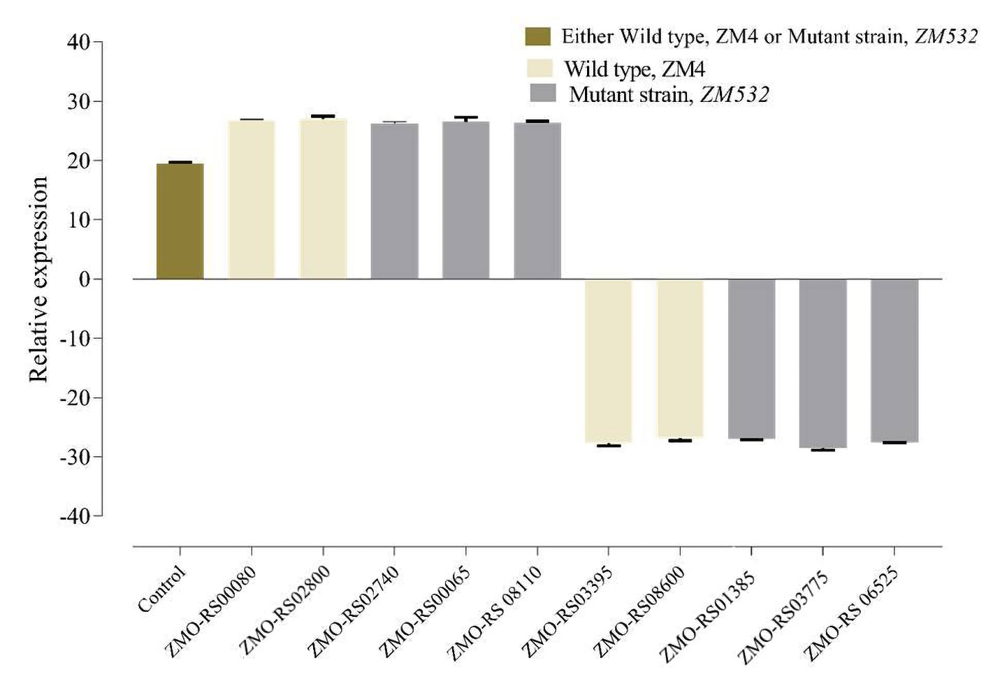 Either Wild type, ZM4 or Mutant strain, ZM532
Wild type, ZM4
Mutant strain, ZM532
Relative expression
40
30
20
10
0
-10
-20
-30
-40
Control
ZMO-RS00080
ZMO-RS02800
ZMO-RS02740
ZMO-RS00065
ZMO-RS 08110
ZMO-RS03395
ZMO-RS08600
ZMO-RS01385
ZMO-RS03775
ZMO-RS 06525